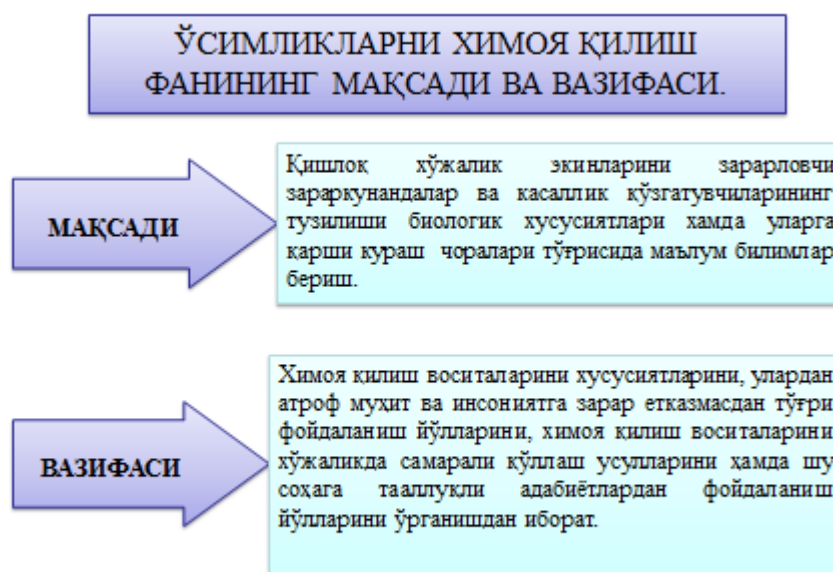 ЎСИМЛИКЛАРНИ ХИМОЯ ҚИЛИШ
ФАНИНИНГ МАҚСАДИ ВА ВАЗИФАСИ.
МАҚСАДИ
Қишлоқ хўжалик экинларини зарарловчи
зараркунандалар ва касаллик қўзгатувчиларининг
тузилиши биологик хусусиятлари хамда уларга
қарши кураш чоралари тўғрисида маълум билимлар
бериш.
ВАЗИФАСИ
Химоя қилиш воситаларини хусусиятларини, улардан
атроф муҳит ва инсониятга зарар етказмасдан тўғри
фойдаланиш йўлларини, химоя қилиш воситаларини
хўжаликда самарали қўллаш усулларини ҳамда шу
соҳага тааллуқли адабиётлардан фойдаланиш
йўлларини ўрганишдан иборат.